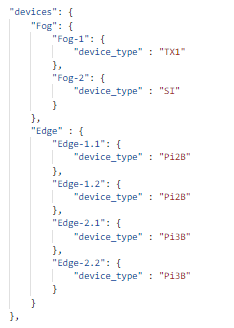 "devices": {
"Fog": {
"Fog-1": {
"device_type" : "TX1"
},
"Fog-2": {
"device_type" : "SI"
}
},
"Edge" : {
"Edge-1.1": {
"device_type" : "Pi2B"
},
"Edge-1.2": {
"device_type" : "Pi2B"
},
"Edge-2.1": {
"device_type" : "Pi3B"
},
"Edge-2.2": {
"device_type" : "Pi3B"
}
}
},